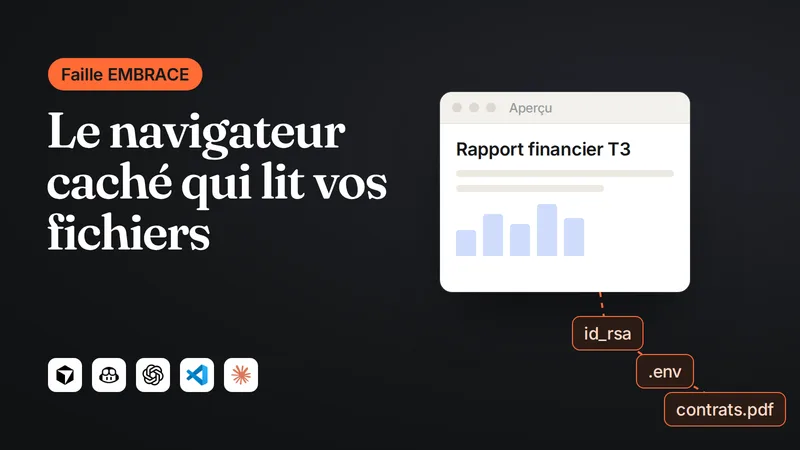 Faille EMBRACE
Le navigateur
caché qui lit vos
fichiers
Aperçu
Rapport financier T3
id_rsa
.env
contrats.pdf